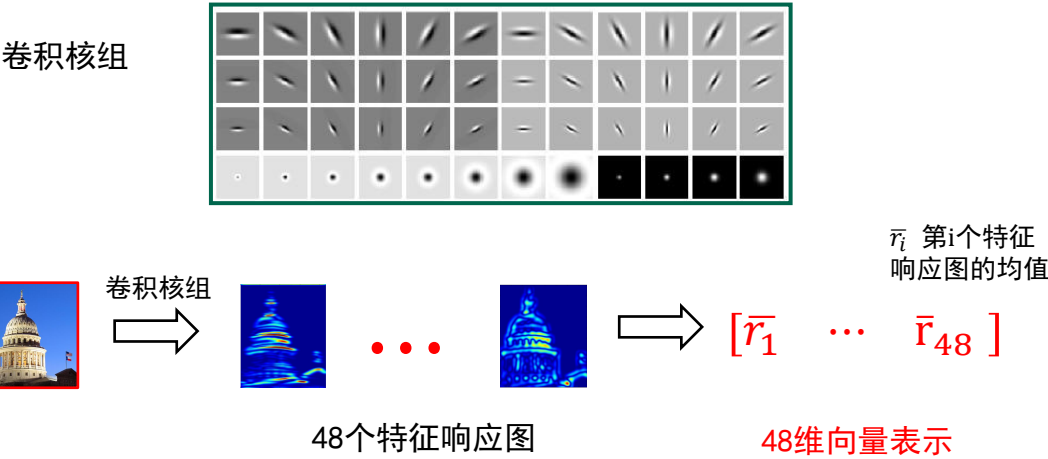 卷积核组
r̅ᵢ 第i个特征
响应图的均值
卷积核组
[r̅₁ ⋯ r̅₄₈ ]
48个特征响应图
48维向量表示